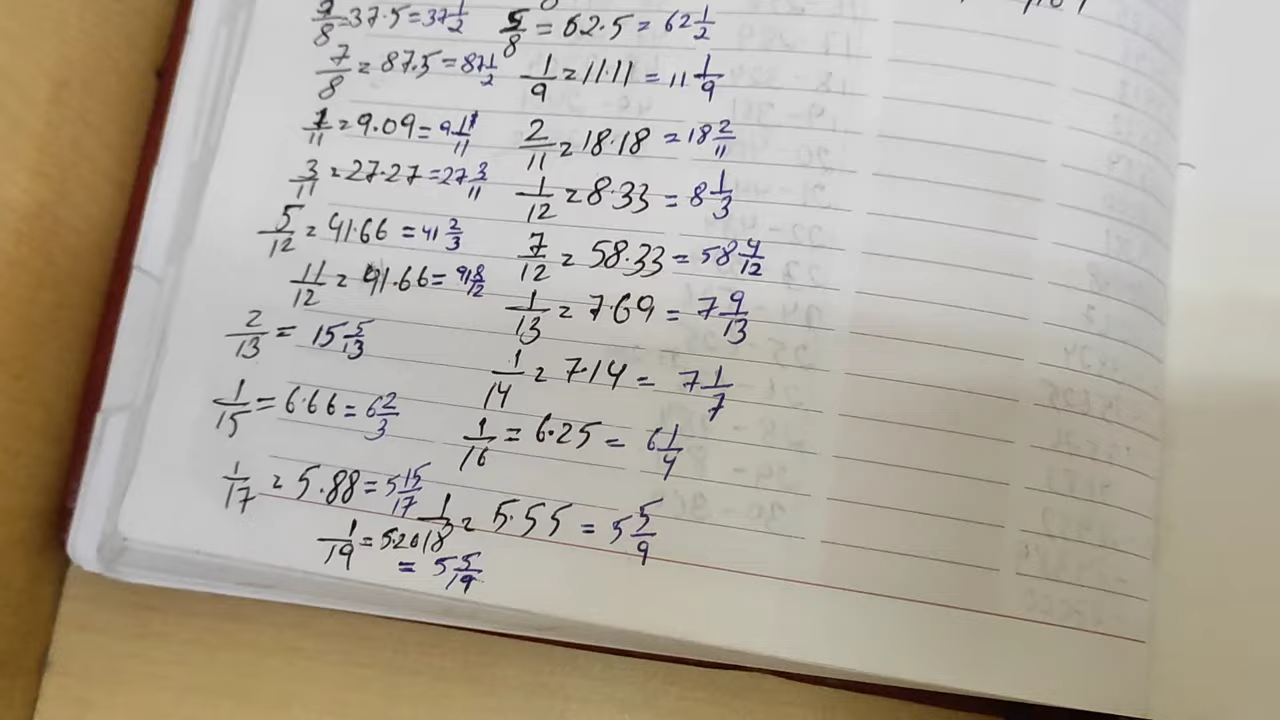 3/8 = 37.5 = 37 1/2 5/8 = 62.5 = 62 1/2
7/8 = 87.5 = 87 1/2 1/9 = 11.11 = 11 1/9
1/11 = 9.09 = 9 1/11 2/11 = 18.18 = 18 2/11
3/11 = 27.27 = 27 3/11 1/12 = 8.33 = 8 1/3
5/12 = 41.66 = 41 2/3 7/12 = 58.33 = 58 4/12
11/12 = 91.66 = 91 8/12 1/13 = 7.69 = 7 9/13
2/13 = 15 5/13 1/14 = 7.14 = 7 1/7
1/15 = 6.66 = 6 2/3 1/16 = 6.25 = 6 1/4
1/17 = 5.88 = 5 15/17 1/18 = 5.55 = 5 5/9
1/19 = 5.26
= 5 5/19